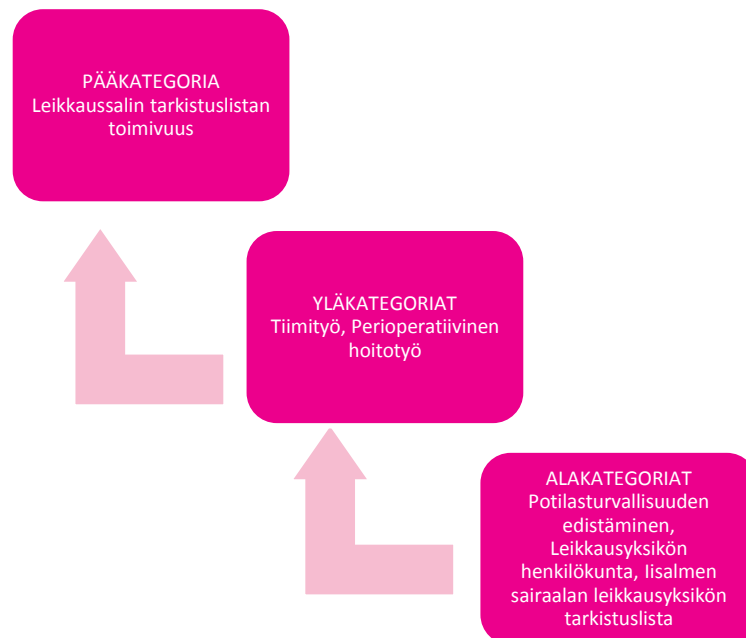 PÄÄKATEGORIA
Leikkaussalin tarkistuslistan
toimivuus
YLÄKATEGORIAT
Tiimityö, Perioperatiivinen
hoitotyö
ALAKATEGORIAT
Potilasturvallisuuden
edistäminen,
Leikkausyksikön
henkilökunta, Iisalmen
sairaalan leikkausyksikön
tarkistuslista